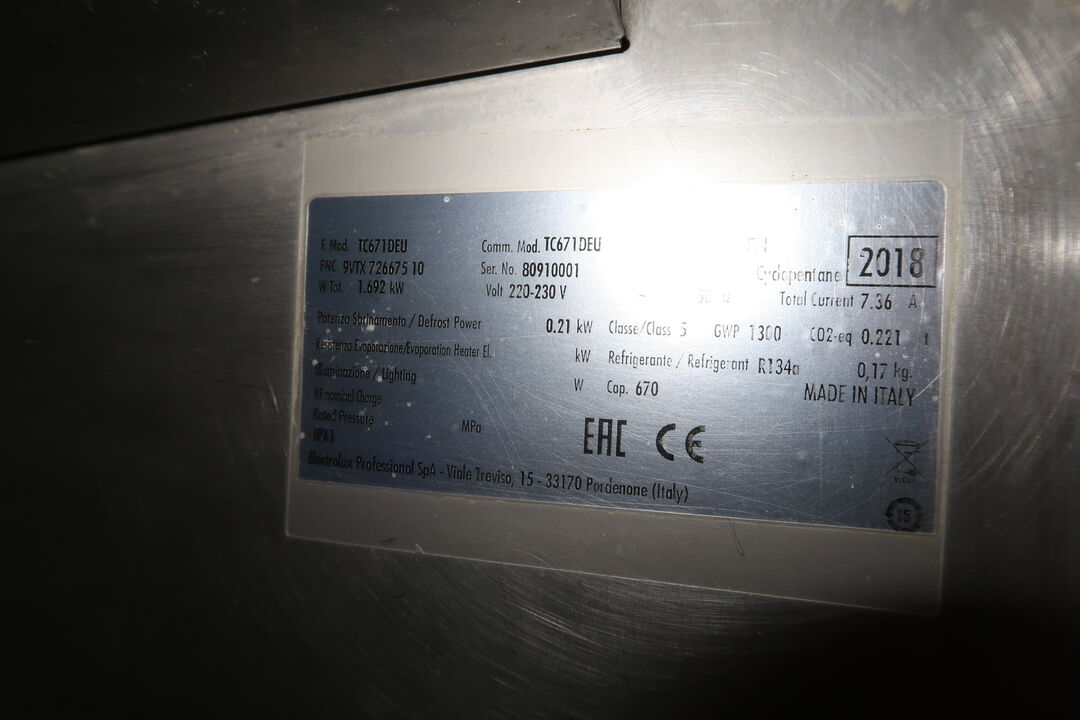 F. Mod. TC671DEU Comm. Mod. TC671DEU
PNC 9VTX 726675 10 Ser. No. 80910001 Cyclopentane 2018
W Tot. 1.692 kW Volt 220-230 V ~ Total Current 7.36 A
Potenza Sbrinamento / Defrost Power 0.21 kW Classe/Class 5 GWP 1300 CO2-eq 0.221 t
Resistenza Evaporazione/Evaporation Heater El. kW Refrigerante / Refrigerant R134a 0,17 kg.
Illuminazione / Lighting W Cap. 670 MADE IN ITALY
nominal Charge
Rated Pressure MPa EAC CE
IPX1
Electrolux Professional SpA - Viale Treviso, 15 - 33170 Pordenone (Italy)
15